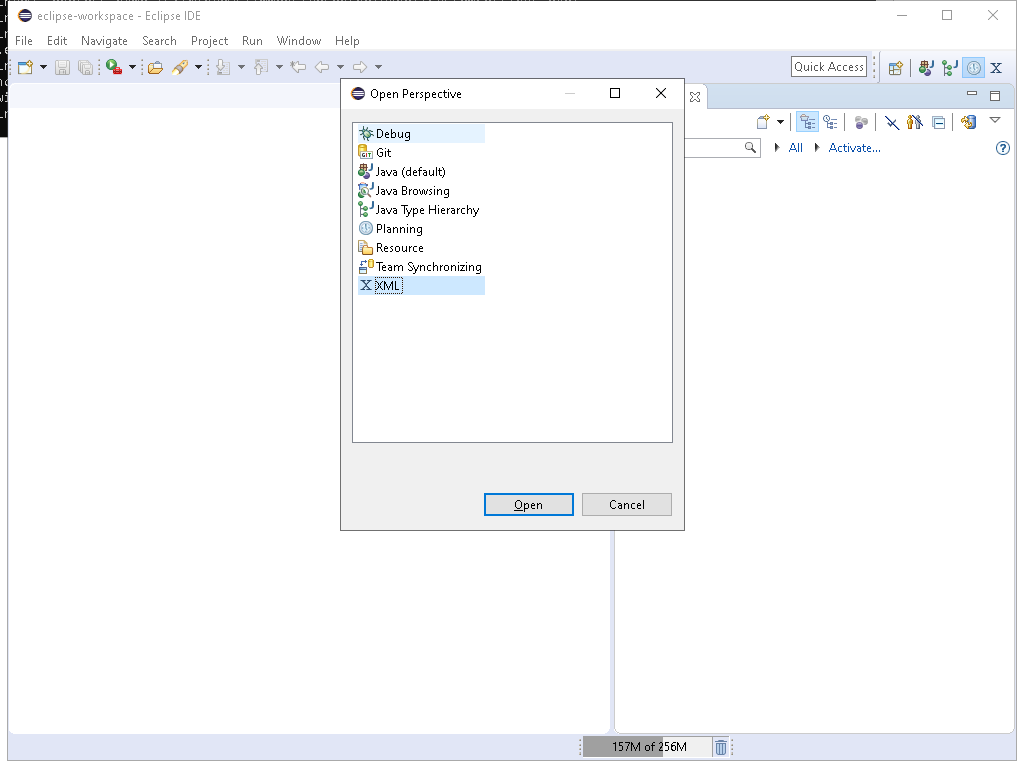 eclipse-workspace - Eclipse IDE
File Edit Navigate Search Project Run Window Help
Quick Access
Open Perspective
Debug
Git
Java (default)
Java Browsing
Java Type Hierarchy
Planning
Resource
Team Synchronizing
XML
All Activate...
Open Cancel
157M of 256M